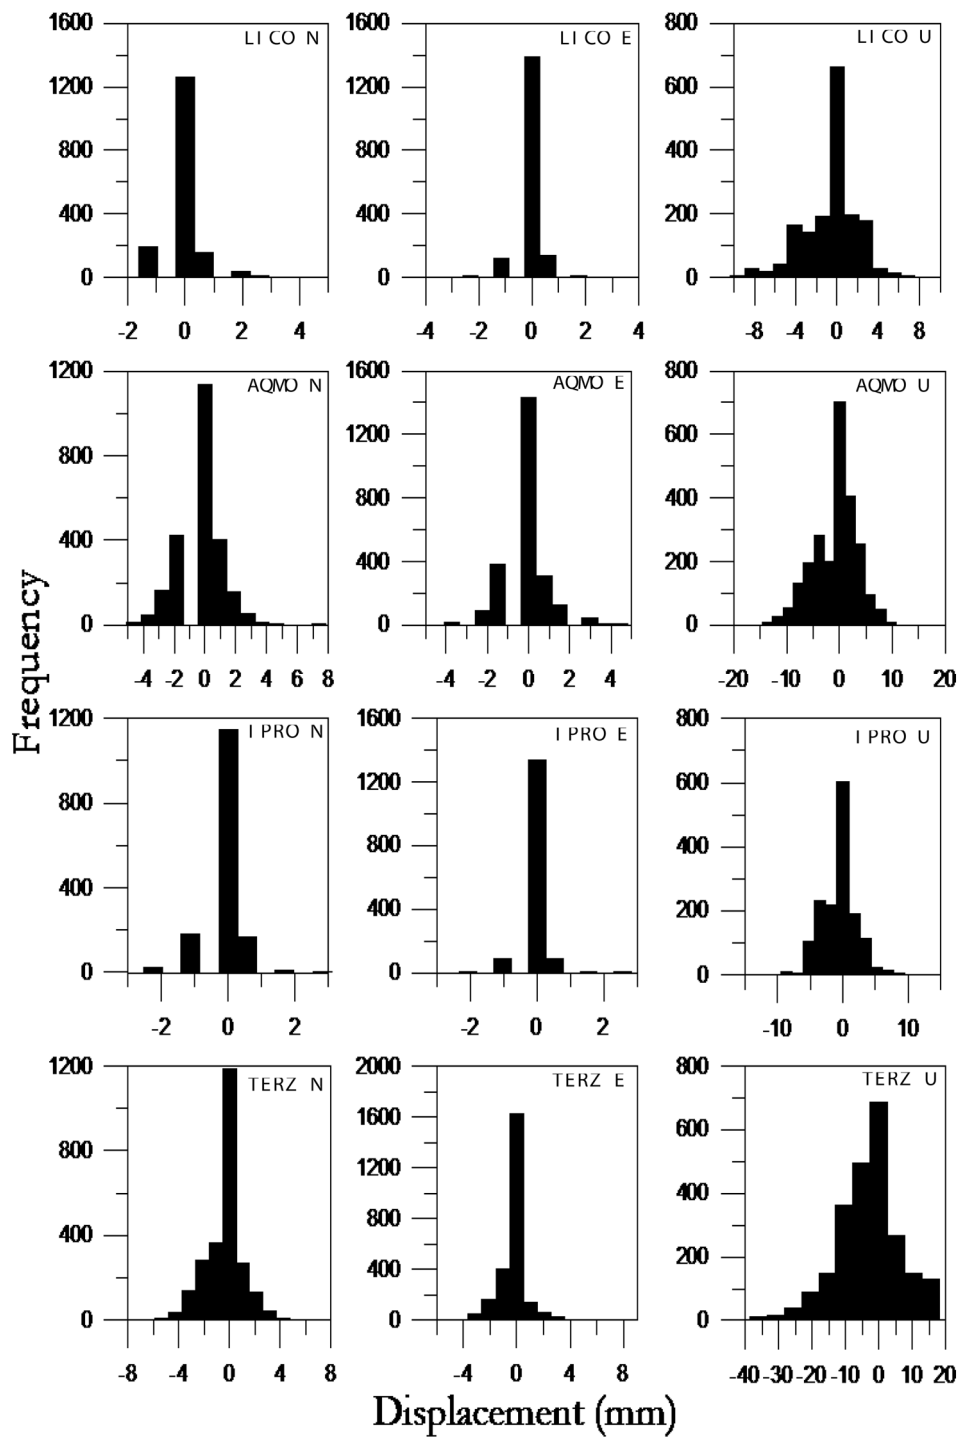 1600 1600 800
LICO N LICO E LICO U
1200 1200 600
800 800 400
400 400 200
0 0 0
-2 0 2 4 -4 -2 0 2 4 -8 -4 0 4 8
1200 1600 800
AQMO N AQMO E AQMO U
1200 600
800
800 400
400
400 200
0 0 0
-4 -2 0 2 4 6 8 -4 -2 0 2 4 -20 -10 0 10 20
Frequency
1200 1600 800
IPRO N IPRO E IPRO U
800 1200 600
800 400
400
400 200
0 0 0
-2 0 2 -2 0 2 -10 0 10
1200 2000 800
TERZ N TERZ E TERZ U
1600 600
800
1200 400
800
400
400 200
0 0 0
-8 -4 0 4 8 -4 0 4 8 -40 -30 -20 -10 0 10 20
Displacement (mm)